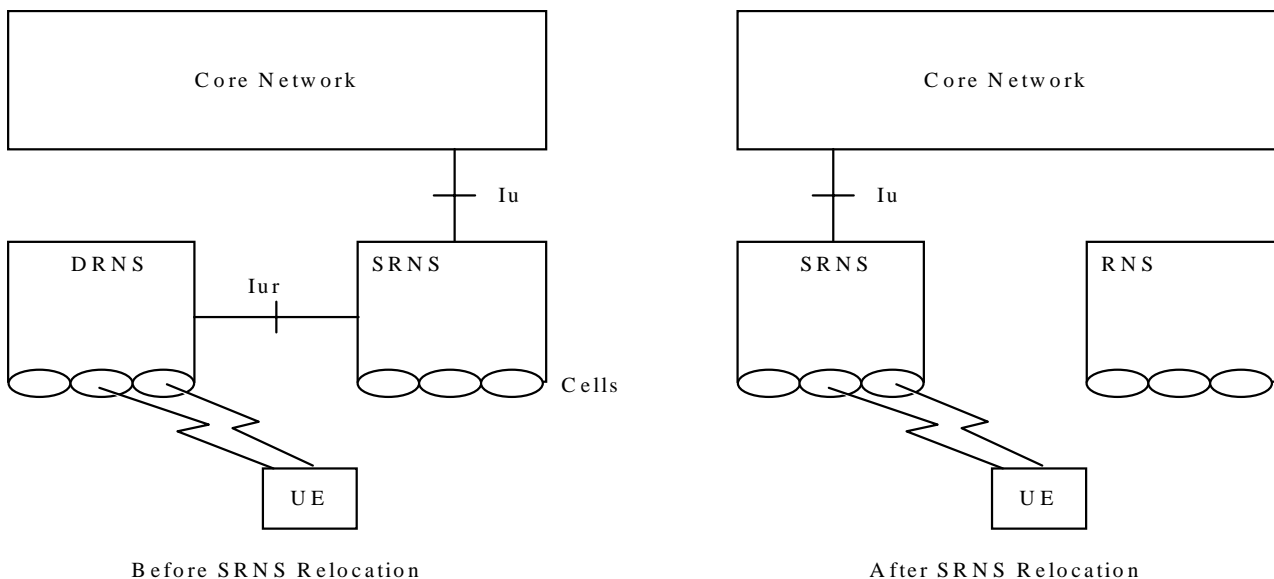 Core Network
Core Network
Iu
Iu
DRNS
SRNS
SRNS
RNS
Iur
Cells
UE
UE
Before SRNS Relocation
After SRNS Relocation